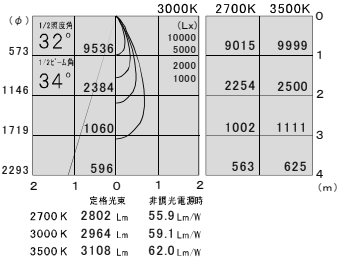 3000K 2700K 3500K
(φ) (Lx) 0
1/2照度角 10000
32° 5000
573 9536 9015 9999 1
1/2ビーム角 2000
34° 1000
1146 2384 2254 2500 2
1719 1060 1002 1111 3
2293 596 563 625 4
2 1 0 1 2 (m)
定格光束 非調光電源時
2700K 2802 Lm 55.9 Lm/W
3000K 2964 Lm 59.1 Lm/W
3500K 3108 Lm 62.0 Lm/W